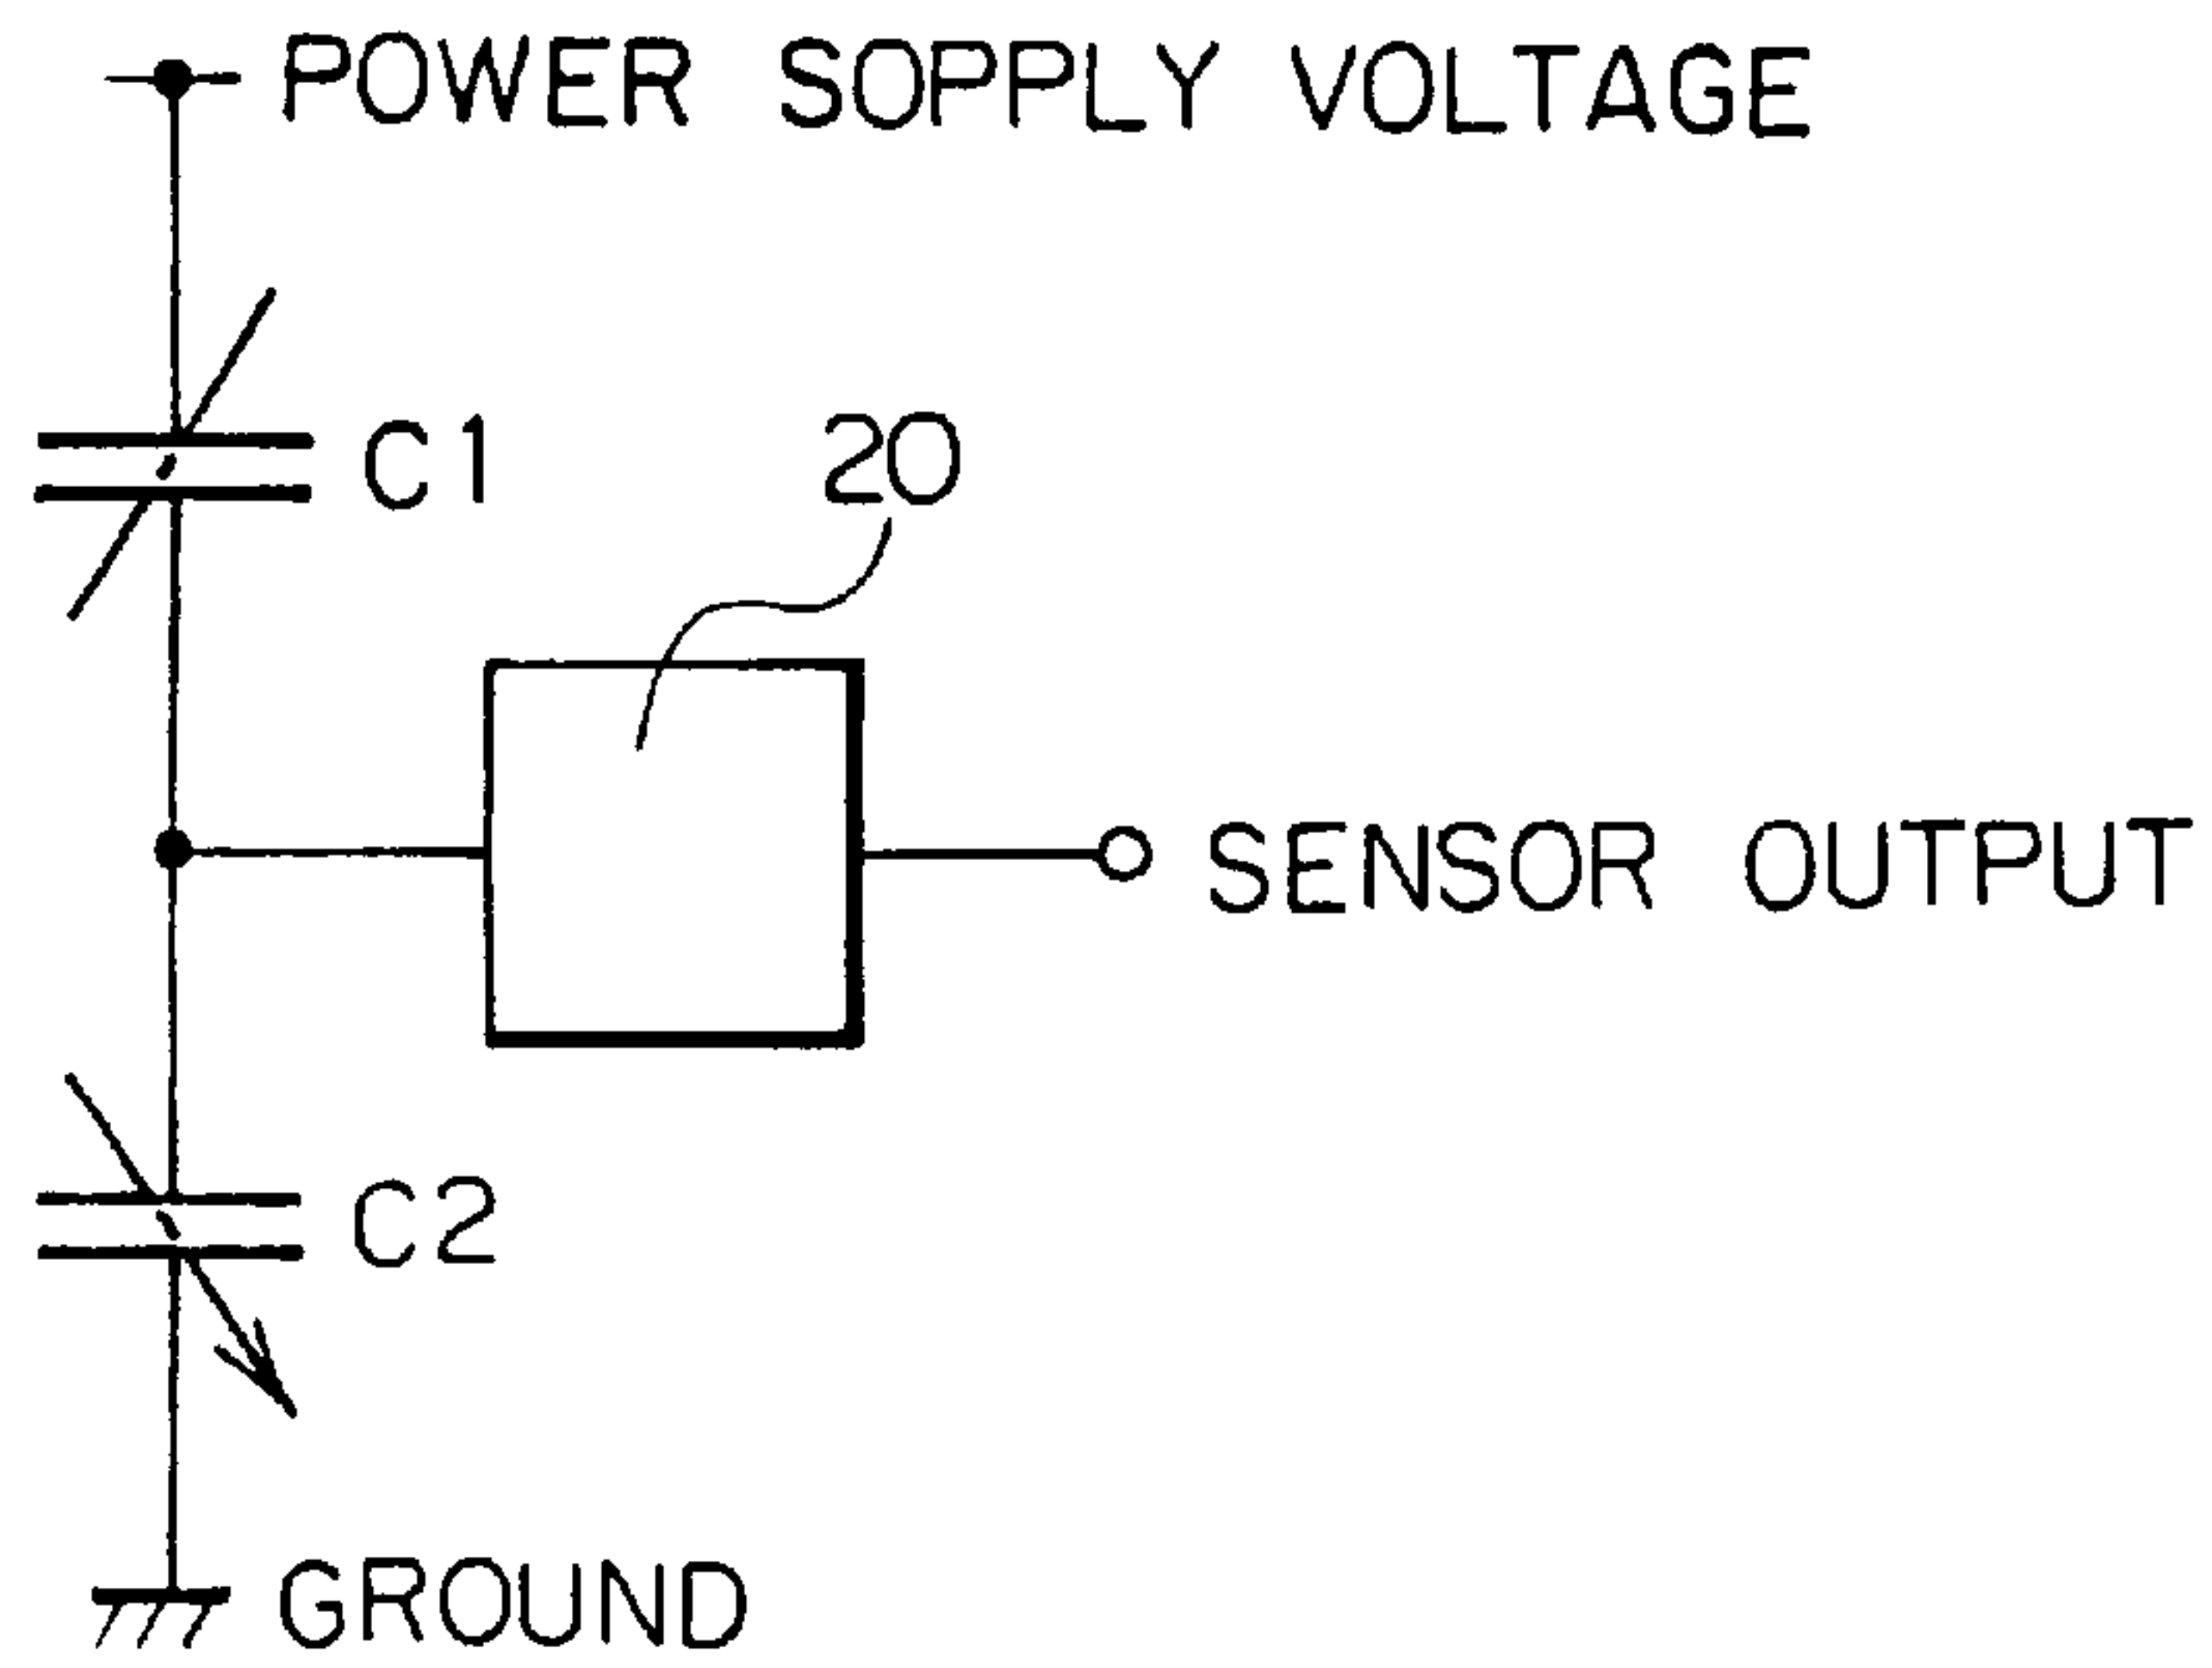 POWER SOPPLY VOLTAGE
C1
20
SENSOR OUTPUT
C2
GROUND